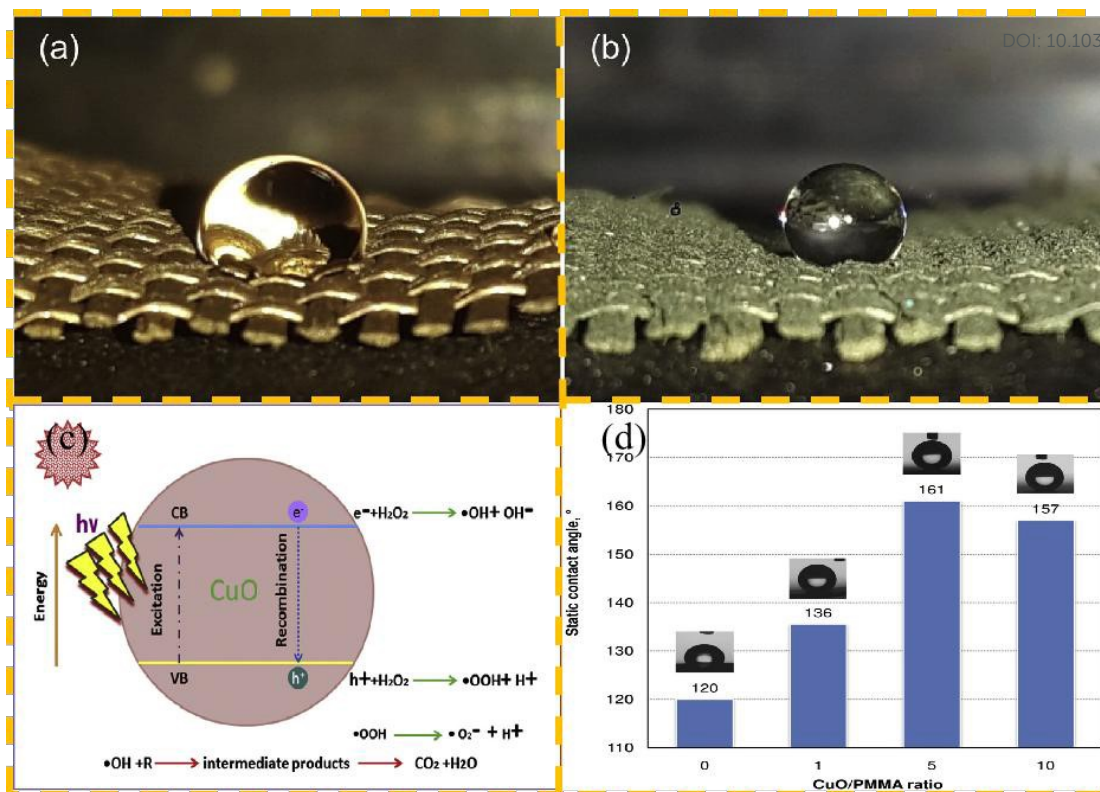 (a)
(b)
DOI: 10.103
(c)
hν
Energy
Excitation
CB
VB
CuO
e-
Recombination
h+
e-+H₂O₂ → •OH+ OH-
h++H₂O₂ → •OOH+ H+
•OOH → • O₂- + H+
•OH +R → intermediate products → CO₂ +H₂O
(d)
Static contact angle, °
180
170
160
150
140
130
120
110
120
136
161
157
0 1 5 10
CuO/PMMA ratio